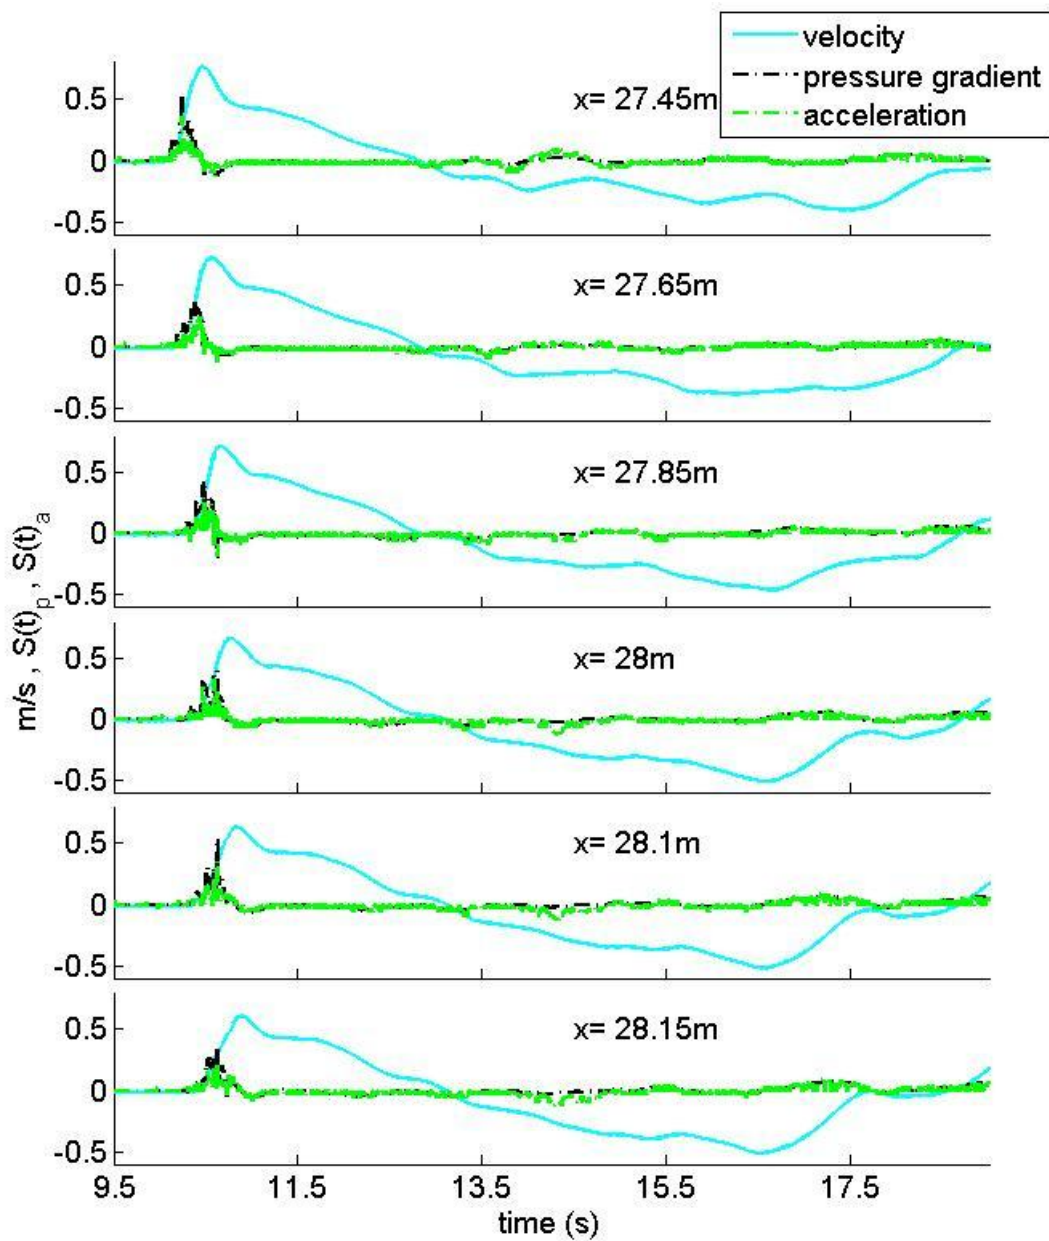 velocity
pressure gradient
acceleration
0.5
0
-0.5
x= 27.45m
0.5
0
-0.5
x= 27.65m
0.5
0
-0.5
x= 27.85m
0.5
0
-0.5
x= 28m
0.5
0
-0.5
x= 28.1m
0.5
0
-0.5
x= 28.15m
m/s , S(t)p , S(t)a
9.5 11.5 13.5 15.5 17.5
time (s)